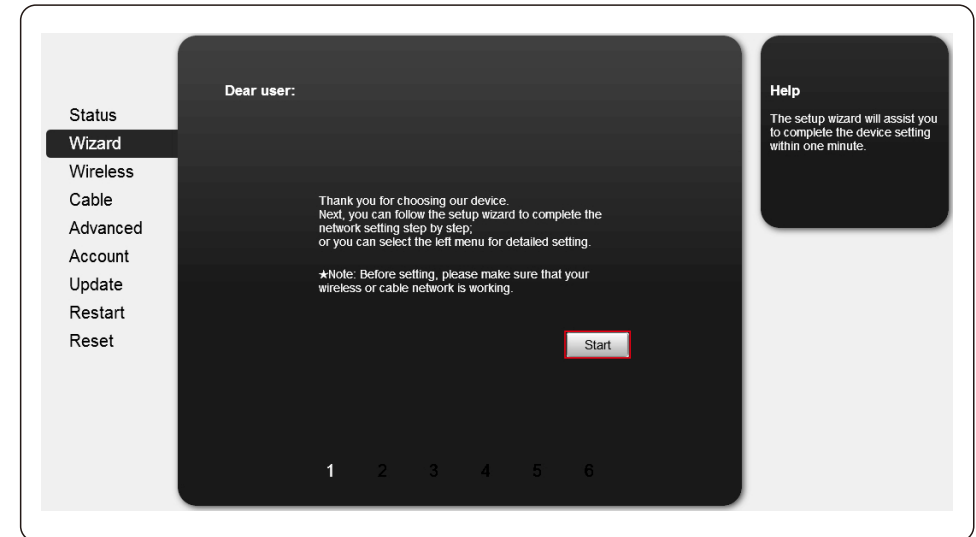 Status
Wizard
Wireless
Cable
Advanced
Account
Update
Restart
Reset
Dear user:
Thank you for choosing our device.
Next, you can follow the setup wizard to complete the
network setting step by step;
or you can select the left menu for detailed setting.
★Note: Before setting, please make sure that your
wireless or cable network is working.
Start
1 2 3 4 5 6
Help
The setup wizard will assist you
to complete the device setting
within one minute.